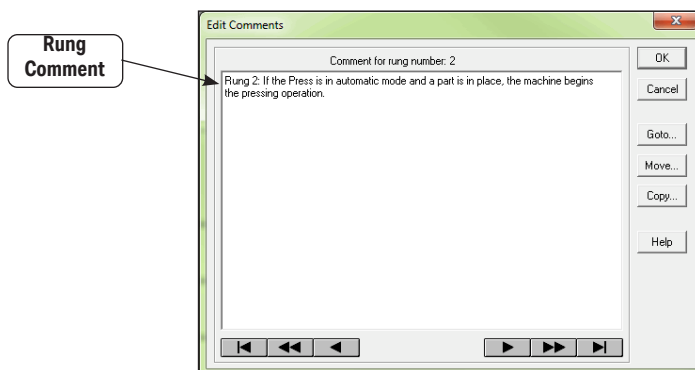 Edit Comments
Rung
Comment
Comment for rung number: 2
OK
Rung 2: If the Press is in automatic mode and a part is in place, the machine begins
the pressing operation.
Cancel
Goto...
Move...
Copy...
Help